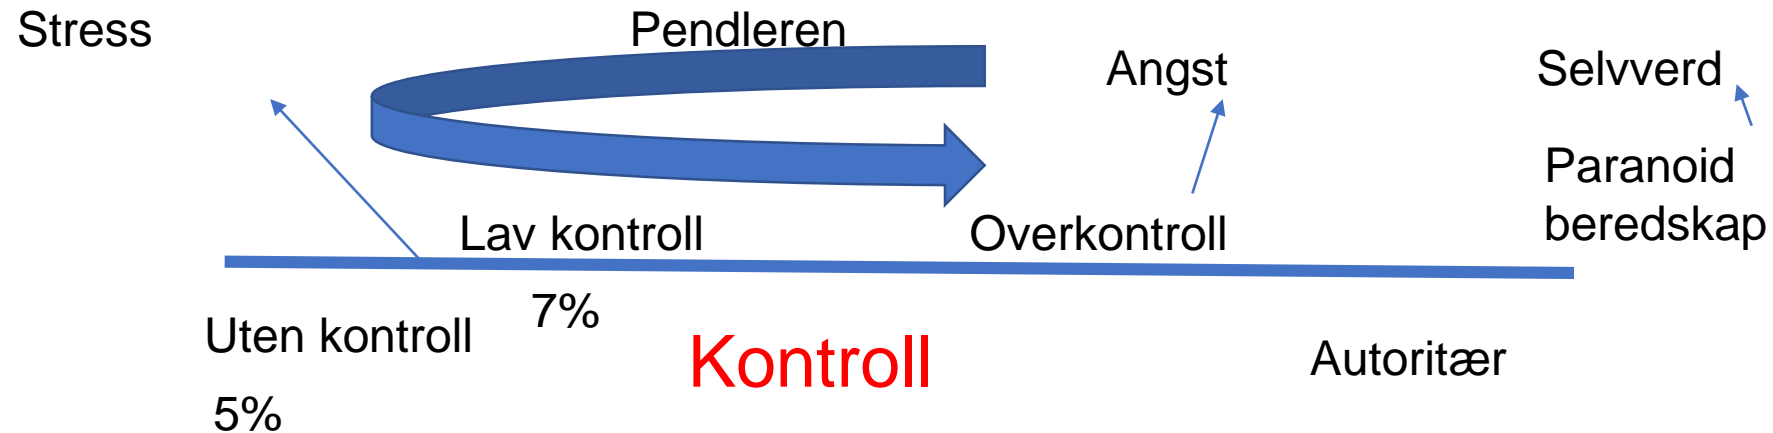 Stress
Pendleren
Angst
Selvverd
Paranoid
beredskap
Lav kontroll
Overkontroll
7%
Uten kontroll
Kontroll
Autoritær
5%